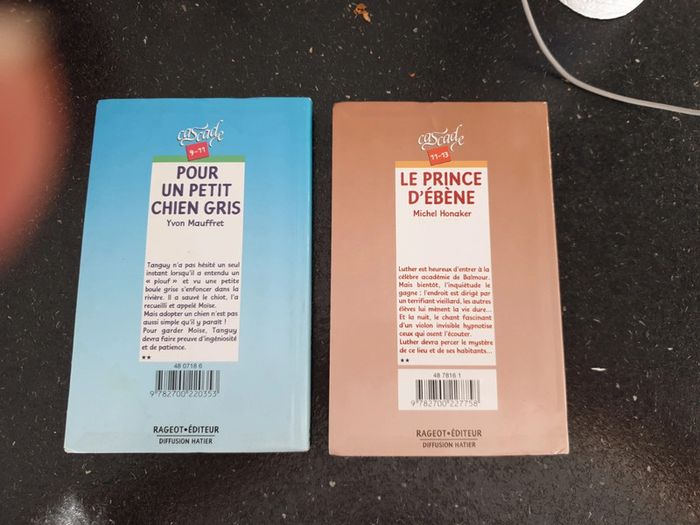 cascade
9-11
POUR
UN PETIT
CHIEN GRIS
Yvon Mauffret
Tanguy n'a pas hésité un seul
instant lorsqu'il a entendu un
« plouf » et vu une petite
boule grise s'enfoncer dans la
rivière. Il a sauvé le chiot, l'a
recueilli et appelé Moïse.
Mais adopter un chien n'est pas
aussi simple qu'il y paraît !
Pour garder Moïse, Tanguy
devra faire preuve d'ingéniosité
et de patience.
★★
48 0718 6
9 782700 220353
RAGEOT•ÉDITEUR
DIFFUSION HATIER
cascade
11-13
LE PRINCE
D'ÉBÈNE
Michel Honaker
Luther est heureux d'entrer à la
célèbre académie de Balmour.
Mais bientôt, l'inquiétude le
gagne : l'endroit est dirigé par
un terrifiant vieillard, les autres
élèves lui mènent la vie dure...
Et la nuit, le chant fascinant
d'un violon invisible hypnotise
ceux qui osent l'écouter.
Luther devra percer le mystère
de ce lieu et de ses habitants...
★★
48 7816 1
9 782700 227758
RAGEOT•ÉDITEUR
DIFFUSION HATIER